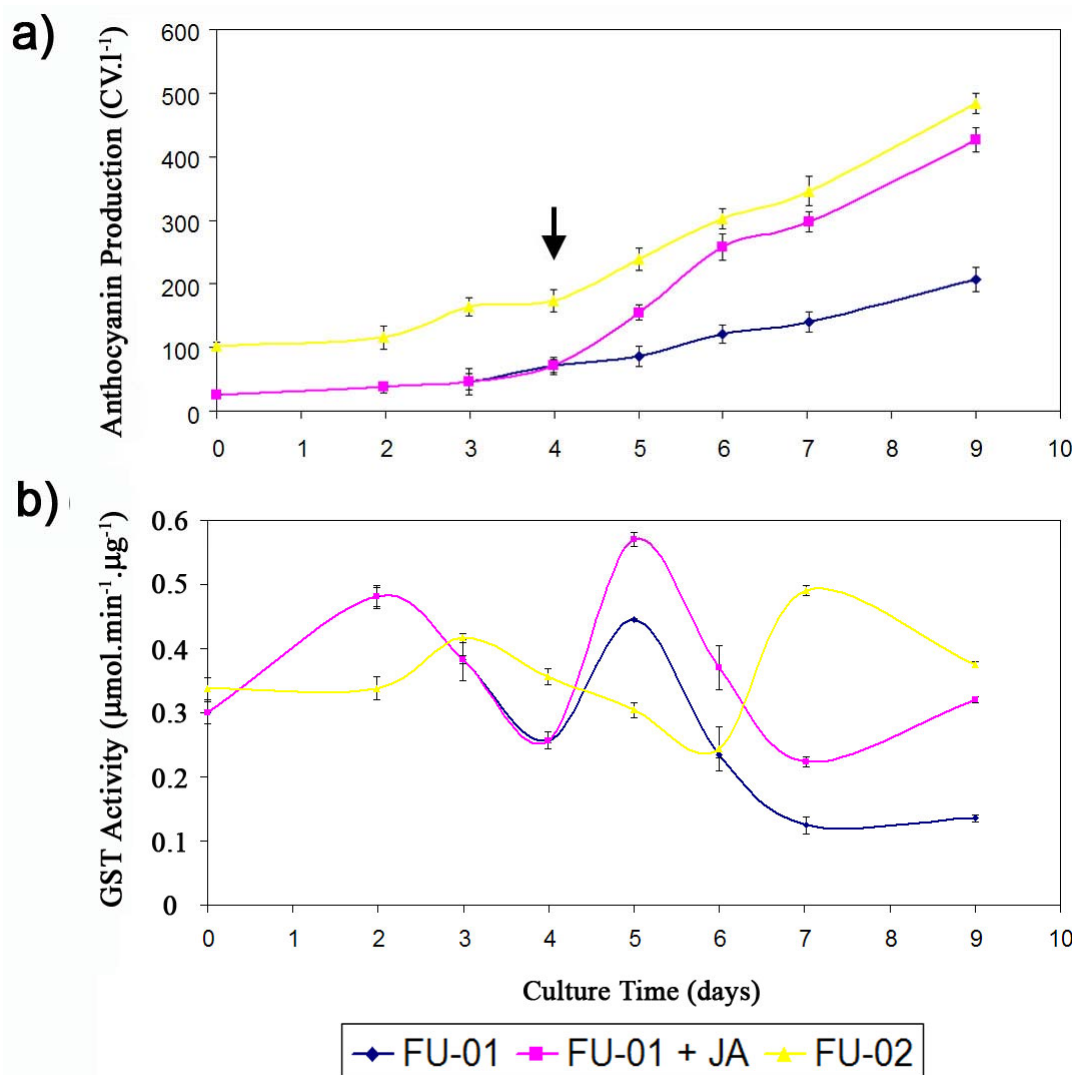 a)
Anthocyanin Production (CV.l⁻¹)
600
500
400
300
200
100
0
0 1 2 3 4 5 6 7 8 9 10
b)
GST Activity (µmol.min⁻¹.µg⁻¹)
0.6
0.5
0.4
0.3
0.2
0.1
0
0 1 2 3 4 5 6 7 8 9 10
Culture Time (days)
FU-01 FU-01 + JA FU-02